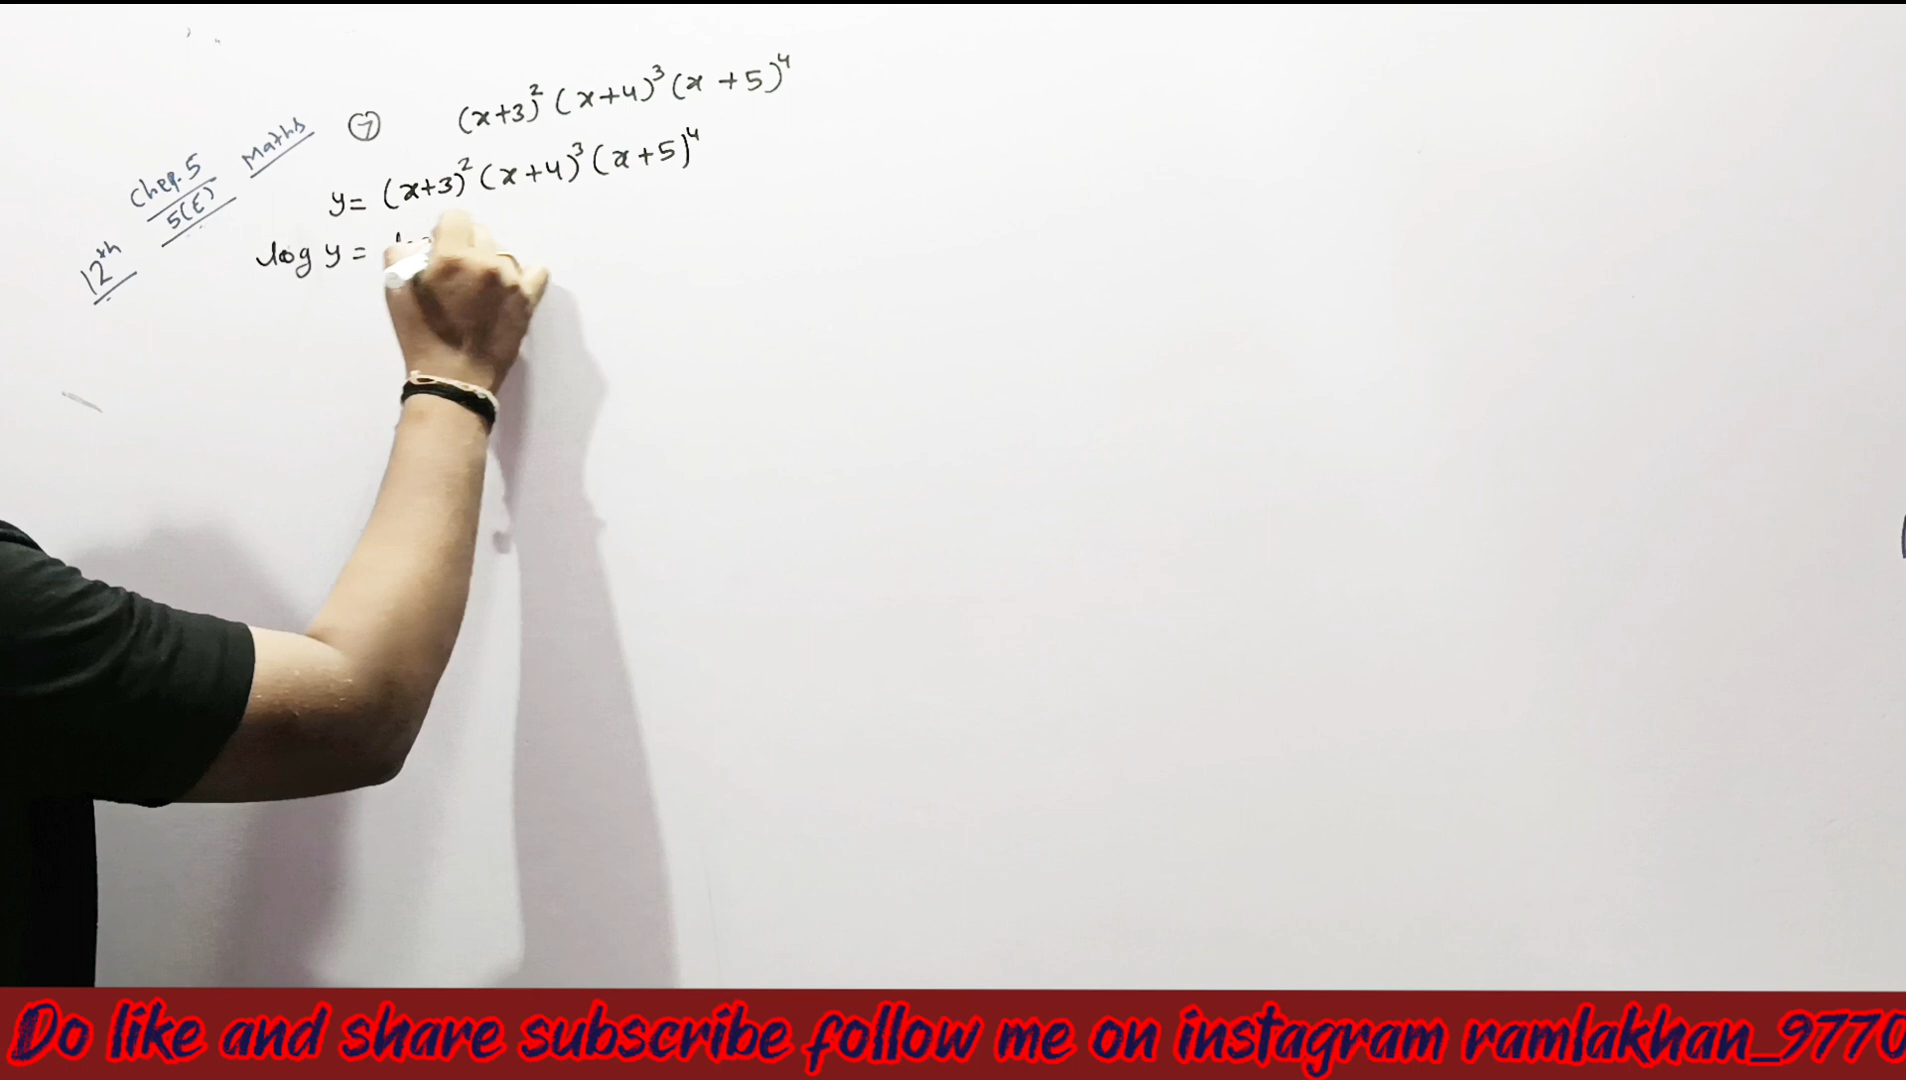 12th Chep.5 Maths
5(E)
⑦ (x+3)² (x+4)³ (x+5)⁴
y = (x+3)² (x+4)³ (x+5)⁴
log y =
Do like and share subscribe follow me on instagram ramlakhan_9770